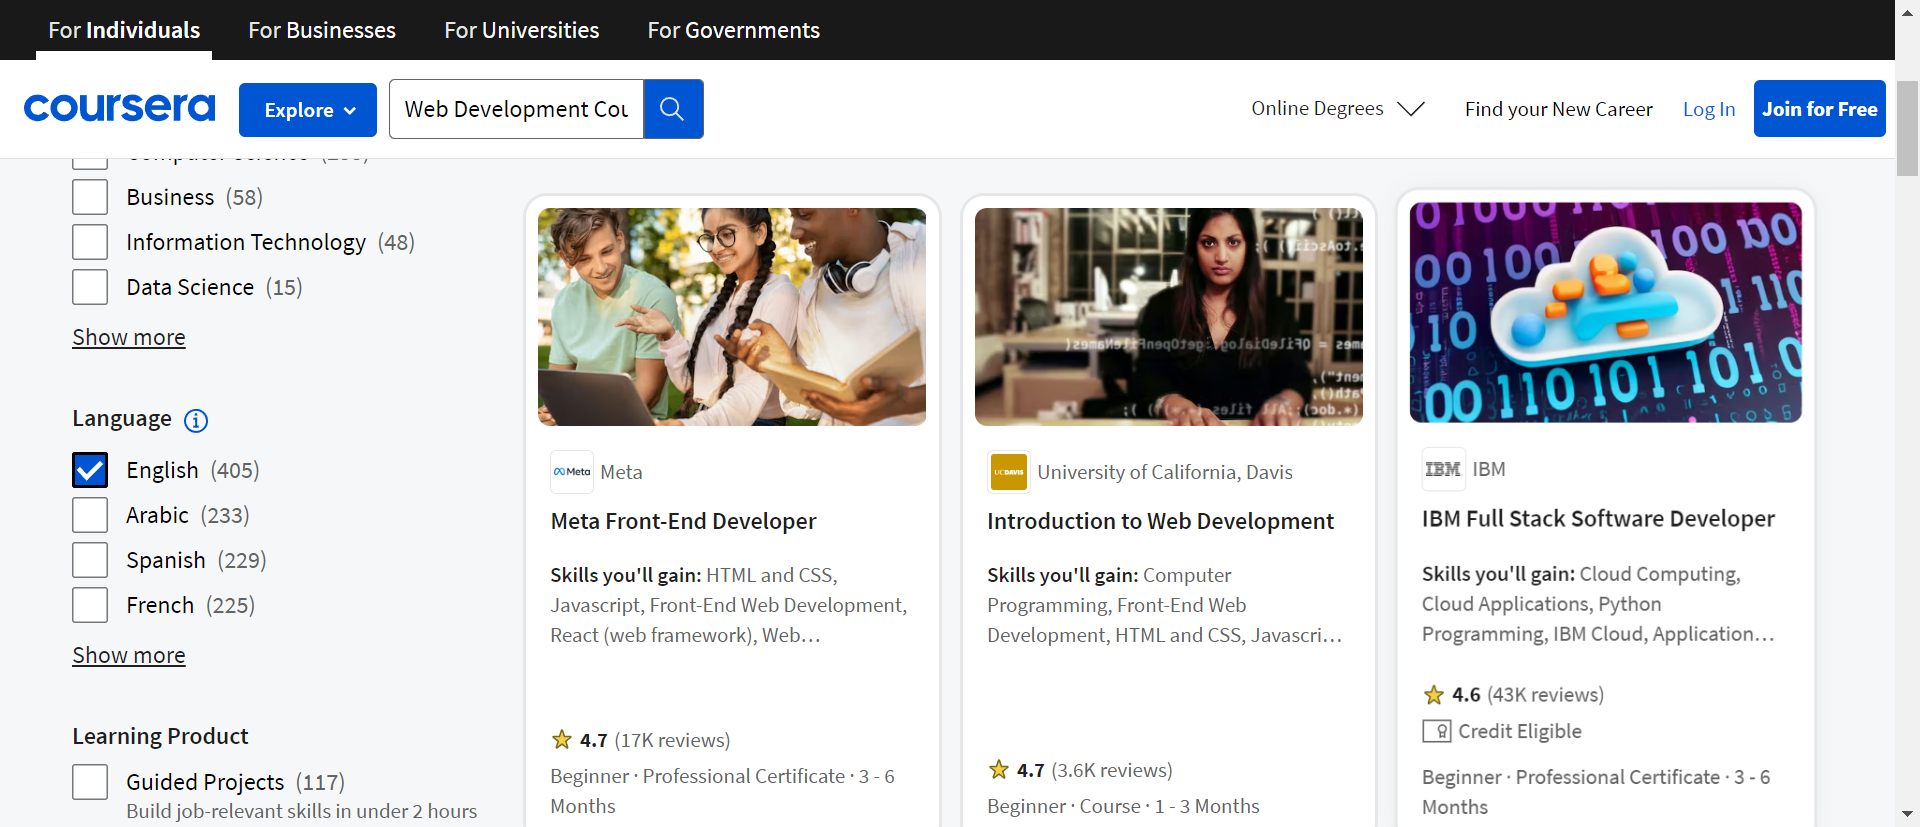 For Individuals
For Businesses
For Universities
For Governments
coursera
Explore
Web Development Cou
Online Degrees
Find your New Career
Log In
Join for Free
Business (58)
Information Technology (48)
Data Science (15)
Show more
Language
English (405)
Arabic (233)
Spanish (229)
French (225)
Show more
Learning Product
Guided Projects (117)
Build job-relevant skills in under 2 hours
Meta
Meta
Meta Front-End Developer
Skills you'll gain: HTML and CSS,
Javascript, Front-End Web Development,
React (web framework), Web...
4.7 (17K reviews)
Beginner · Professional Certificate · 3 - 6
Months
UCDAVIS
University of California, Davis
Introduction to Web Development
Skills you'll gain: Computer
Programming, Front-End Web
Development, HTML and CSS, Javascri...
4.7 (3.6K reviews)
Beginner · Course · 1 - 3 Months
IBM
IBM
IBM Full Stack Software Developer
Skills you'll gain: Cloud Computing,
Cloud Applications, Python
Programming, IBM Cloud, Application...
4.6 (43K reviews)
Credit Eligible
Beginner · Professional Certificate · 3 - 6
Months